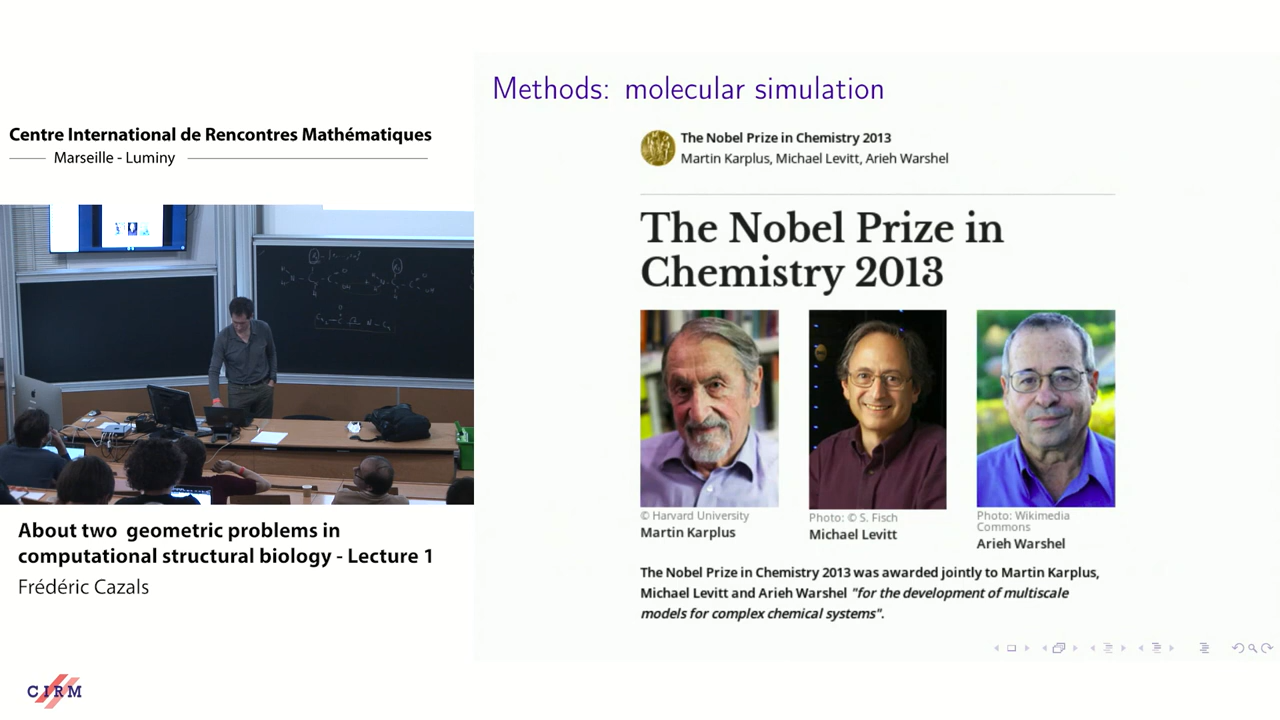 Centre International de Rencontres Mathématiques
Marseille - Luminy
About two geometric problems in
computational structural biology - Lecture 1
Frédéric Cazals
CIRM
Methods: molecular simulation
The Nobel Prize in Chemistry 2013
Martin Karplus, Michael Levitt, Arieh Warshel
The Nobel Prize in
Chemistry 2013
© Harvard University
Martin Karplus
Photo: © S. Fisch
Michael Levitt
Photo: Wikimedia
Commons
Arieh Warshel
The Nobel Prize in Chemistry 2013 was awarded jointly to Martin Karplus,
Michael Levitt and Arieh Warshel "for the development of multiscale
models for complex chemical systems".